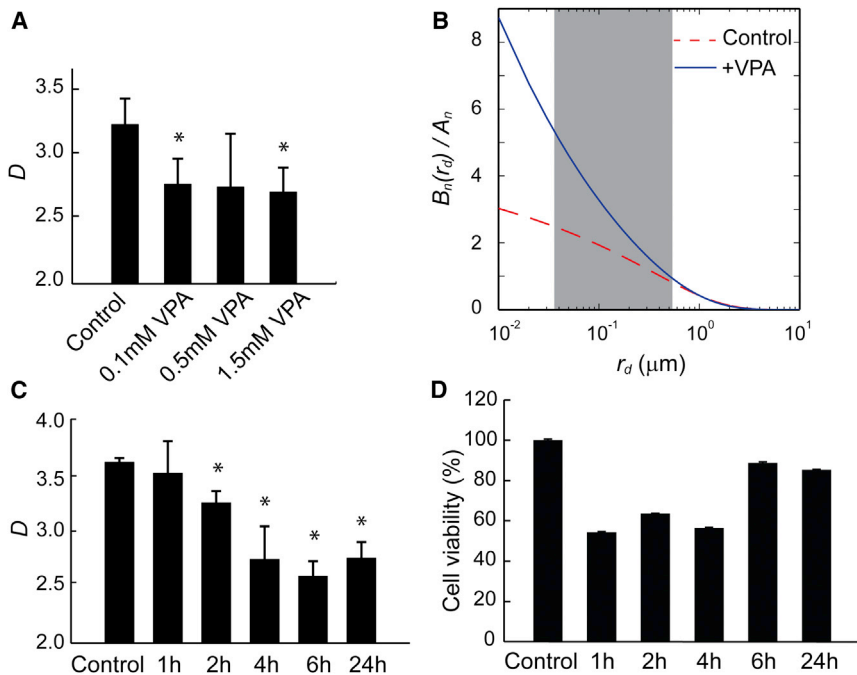 A
D
3.5
3.0
2.5
2.0
*
*
Control
0.1mM VPA
0.5mM VPA
1.5mM VPA
B
Bn(rd) / An
8
6
4
2
0
Control
+VPA
10-2
10-1
100
101
rd (μm)
C
D
4.0
3.5
3.0
2.5
2.0
*
*
*
*
Control 1h 2h 4h 6h 24h
D
Cell viability (%)
120
100
80
60
40
20
0
Control 1h 2h 4h 6h 24h